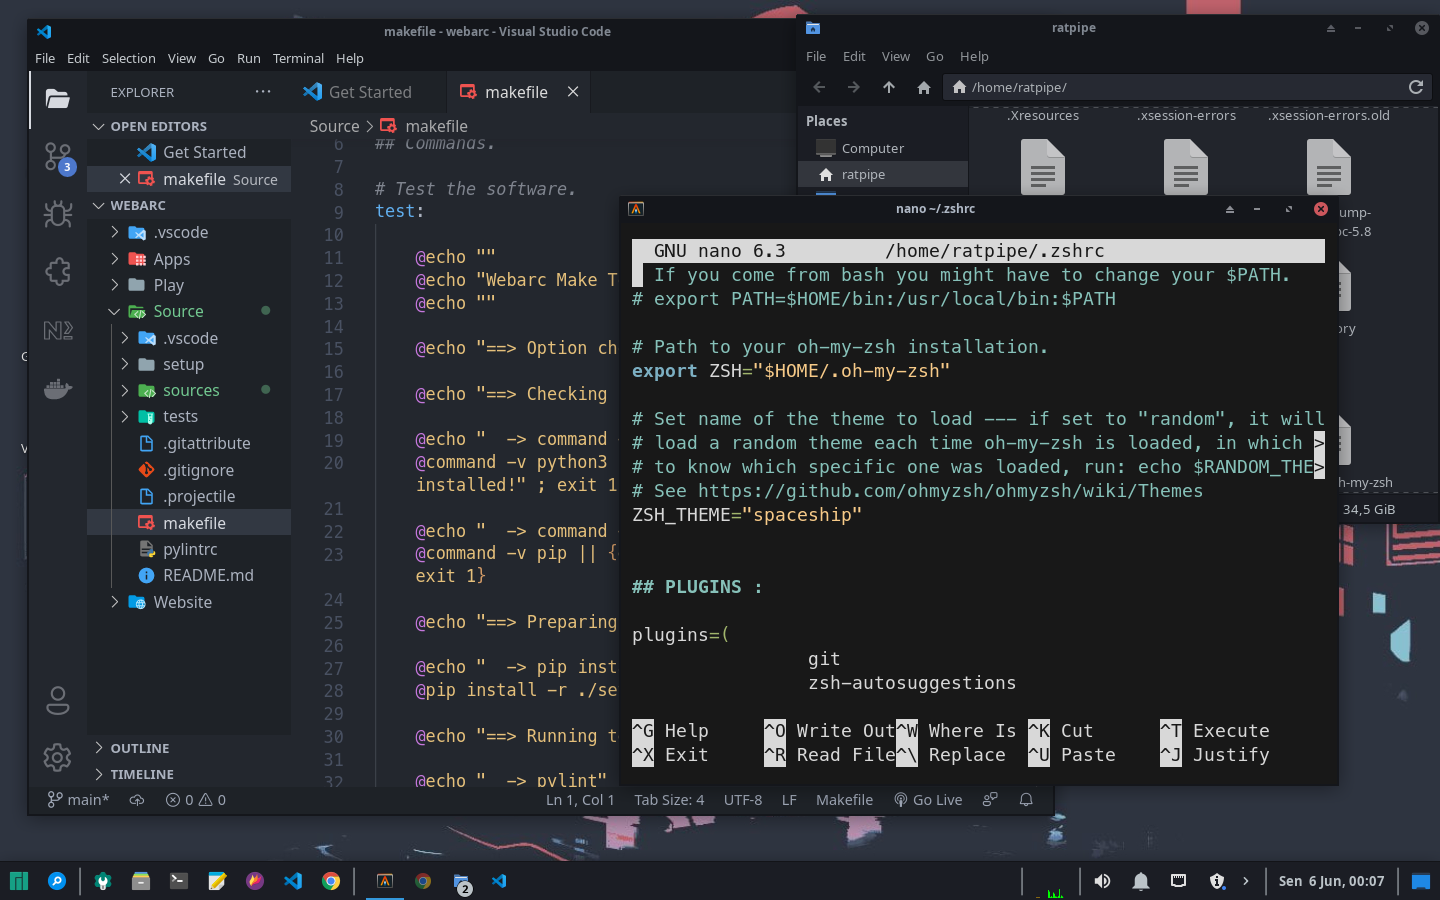 makefile - webarc - Visual Studio Code
File Edit Selection View Go Run Terminal Help
EXPLORER
Get Started
makefile
OPEN EDITORS
Get Started
makefile Source
3
WEBARC
.vscode
Apps
Play
Source
.vscode
setup
sources
tests
.gitattribute
.gitignore
.projectile
makefile
pylintrc
README.md
Website
OUTLINE
TIMELINE
Source > makefile
6 ## Commands.
7
8 # Test the software.
9 test:
10
11 @echo ""
12 @echo "Webarc Make T
13 @echo ""
14
15 @echo "==> Option ch
16
17 @echo "==> Checking
18
19 @echo "  -> command
20 @command -v python3
installed!" ; exit 1
21
22 @echo "  -> command
23 @command -v pip || {
exit 1}
24
25 @echo "==> Preparing
26
27 @echo "  -> pip inst
28 @pip install -r ./se
29
30 @echo "==> Running t
31
32 @echo "  -> pylint"
main* 0 0 Ln 1, Col 1 Tab Size: 4 UTF-8 LF Makefile Go Live
ratpipe
File Edit View Go Help
/home/ratpipe/
Places
Computer
ratpipe
.Xresources .xsession-errors .xsession-errors.old
ump-
oc-5.8
ory
h-my-zsh
34,5 GiB
nano ~/.zshrc
GNU nano 6.3 /home/ratpipe/.zshrc
If you come from bash you might have to change your $PATH.
# export PATH=$HOME/bin:/usr/local/bin:$PATH
# Path to your oh-my-zsh installation.
export ZSH="$HOME/.oh-my-zsh"
# Set name of the theme to load --- if set to "random", it will
# load a random theme each time oh-my-zsh is loaded, in which >
# to know which specific one was loaded, run: echo $RANDOM_THE>
# See https://github.com/ohmyzsh/ohmyzsh/wiki/Themes
ZSH_THEME="spaceship"
## PLUGINS :
plugins=(
git
zsh-autosuggestions
^G Help ^O Write Out ^W Where Is ^K Cut ^T Execute
^X Exit ^R Read File ^\ Replace ^U Paste ^J Justify
2
Sen 6 Jun, 00:07